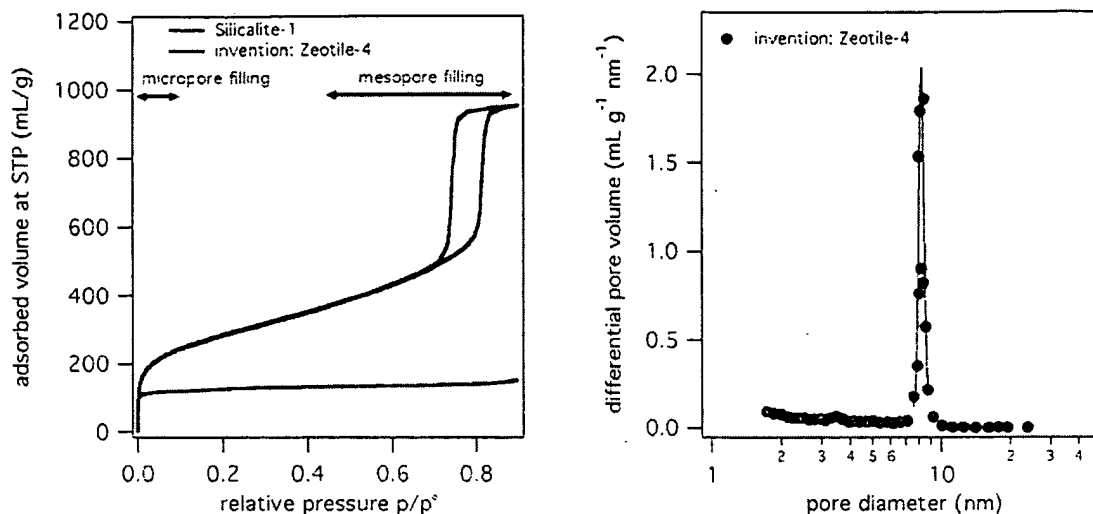 1200
1000
800
600
400
200
0
adsorbed volume at STP (mL/g)
Silicalite-1
invention: Zeotile-4
micropore filling
mesopore filling
0.0
0.2
0.4
0.6
0.8
relative pressure p/p°
invention: Zeotile-4
2.0
1.5
1.0
0.5
0.0
differential pore volume (mL g⁻¹ nm⁻¹)
1
2
3
4
5
6
10
2
4
pore diameter (nm)